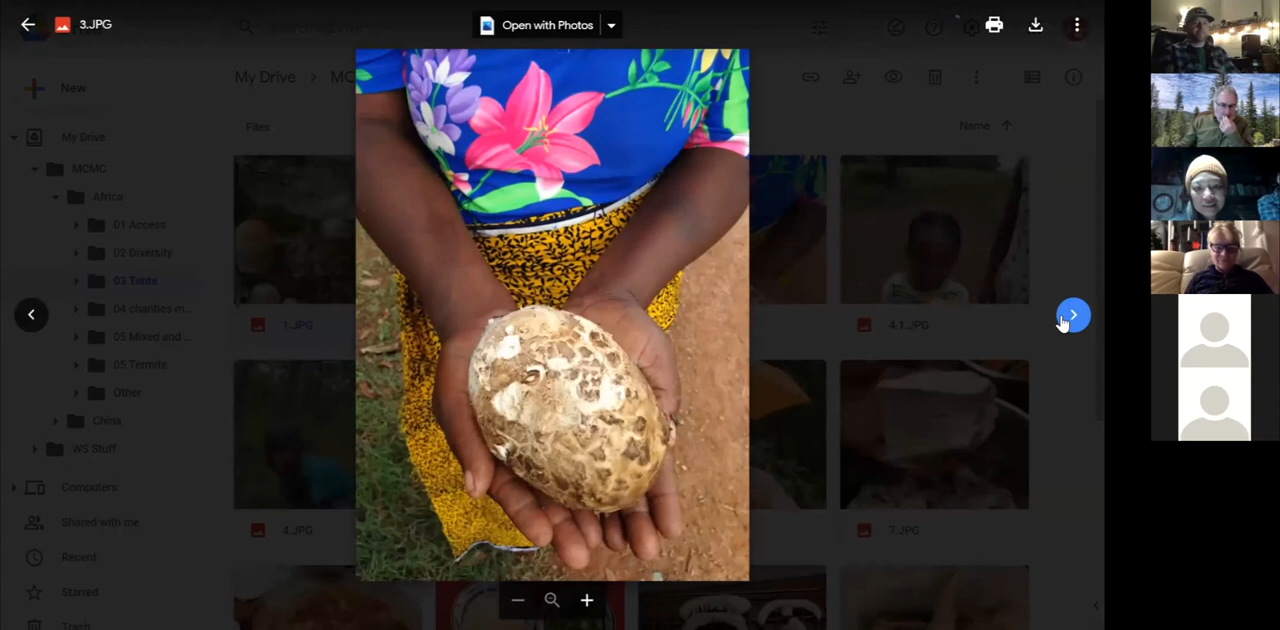 3.JPG
Open with Photos
New
My Drive
MC
Files
Name
My Drive
MCMC
Africa
01 Access
02 Diversity
03 Tente
04 chanties m...
05 Mixed and ...
05 Termite
Other
China
WS Stuff
Computers
Shared with me
Recent
Starred
Trash
1.JPG
4.1.JPG
4.JPG
7.JPG